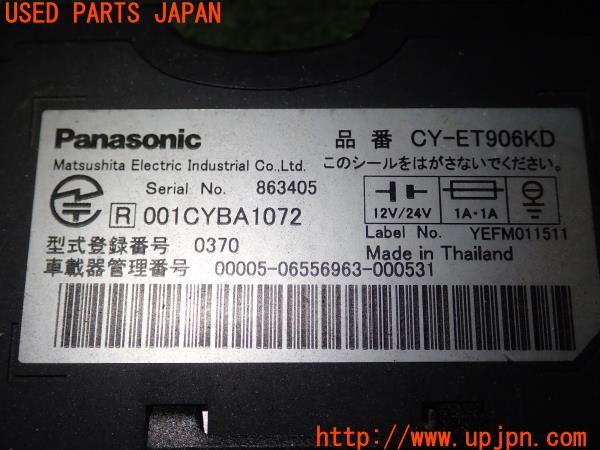 USED PARTS JAPAN
Panasonic
品番 CY-ET906KD
Matsushita Electric Industrial Co.,Ltd.
このシールをはがさないでください。
Serial No. 863405
R 001CYBA1072
12V/24V
1A・1A
Label No. YEFM011511
型式登録番号 0370
Made in Thailand
車載器管理番号 00005-06556963-000531
http://www.upjpn.com